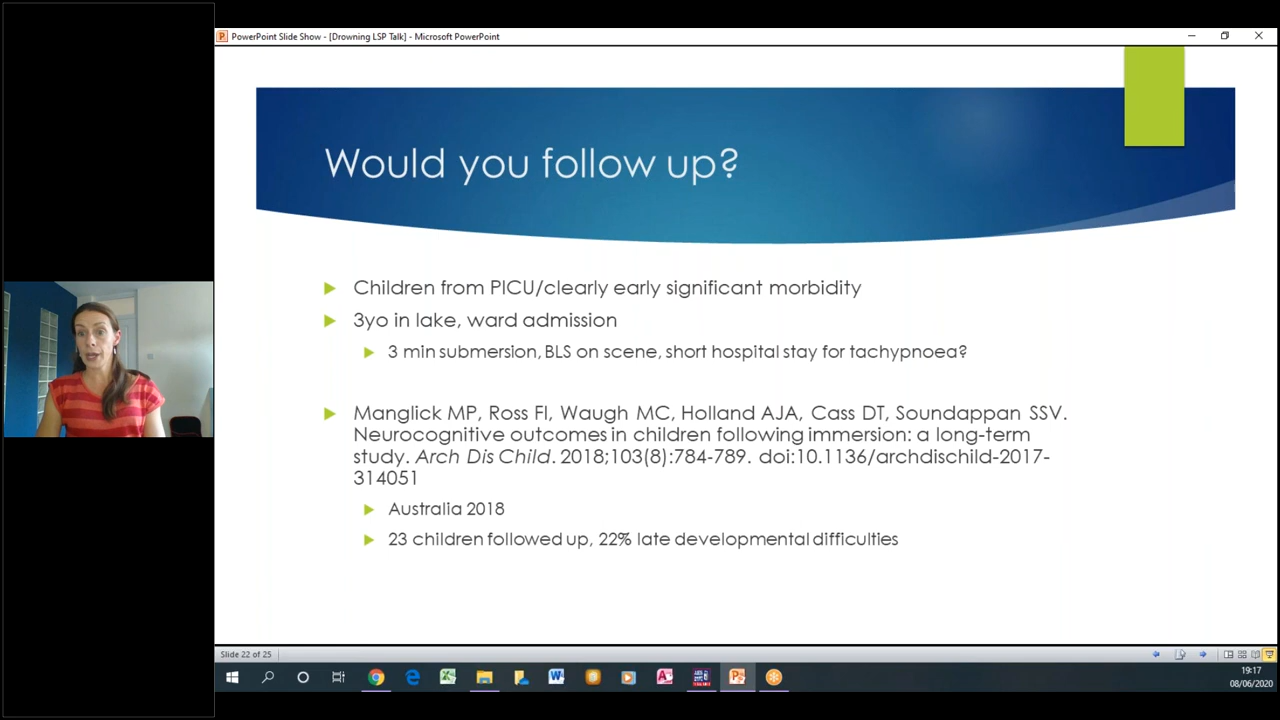 PowerPoint Slide Show - [Drowning LSP Talk] - Microsoft PowerPoint
Would you follow up?
Children from PICU/clearly early significant morbidity
3yo in lake, ward admission
3 min submersion, BLS on scene, short hospital stay for tachypnoea?
Manglick MP, Ross FI, Waugh MC, Holland AJA, Cass DT, Soundappan SSV.
Neurocognitive outcomes in children following immersion: a long-term
study. Arch Dis Child. 2018;103(8):784-789. doi:10.1136/archdischild-2017-
314051
Australia 2018
23 children followed up, 22% late developmental difficulties
Slide 22 of 25
19:17
08/06/2020